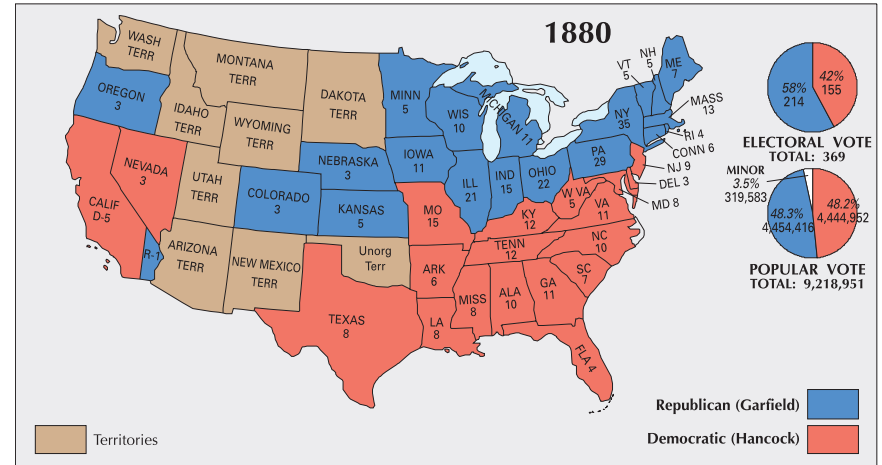 1880
WASH
TERR
MONTANA
TERR
DAKOTA
TERR
OREGON
3
IDAHO
TERR
WYOMING
TERR
MINN
5
WIS
10
MICHIGAN 11
NEVADA
3
UTAH
TERR
COLORADO
3
NEBRASKA
3
KANSAS
5
IOWA
11
ILL
21
IND
15
OHIO
22
PA
29
NY
35
VT
5
NH
5
ME
7
MASS
13
RI 4
CONN 6
NJ 9
DEL 3
MD 8
CALIF
D-5
R-1
ARIZONA
TERR
NEW MEXICO
TERR
Unorg
Terr
MO
15
KY
12
W VA
5
VA
11
TENN
12
NC
10
ARK
6
SC
7
TEXAS
8
LA
8
MISS
8
ALA
10
GA
11
FLA 4
58%
214
42%
155
ELECTORAL VOTE
TOTAL: 369
MINOR
3.5%
319,583
48.3%
4,454,416
48.2%
4,444,952
POPULAR VOTE
TOTAL: 9,218,951
Republican (Garfield)
Democratic (Hancock)
Territories